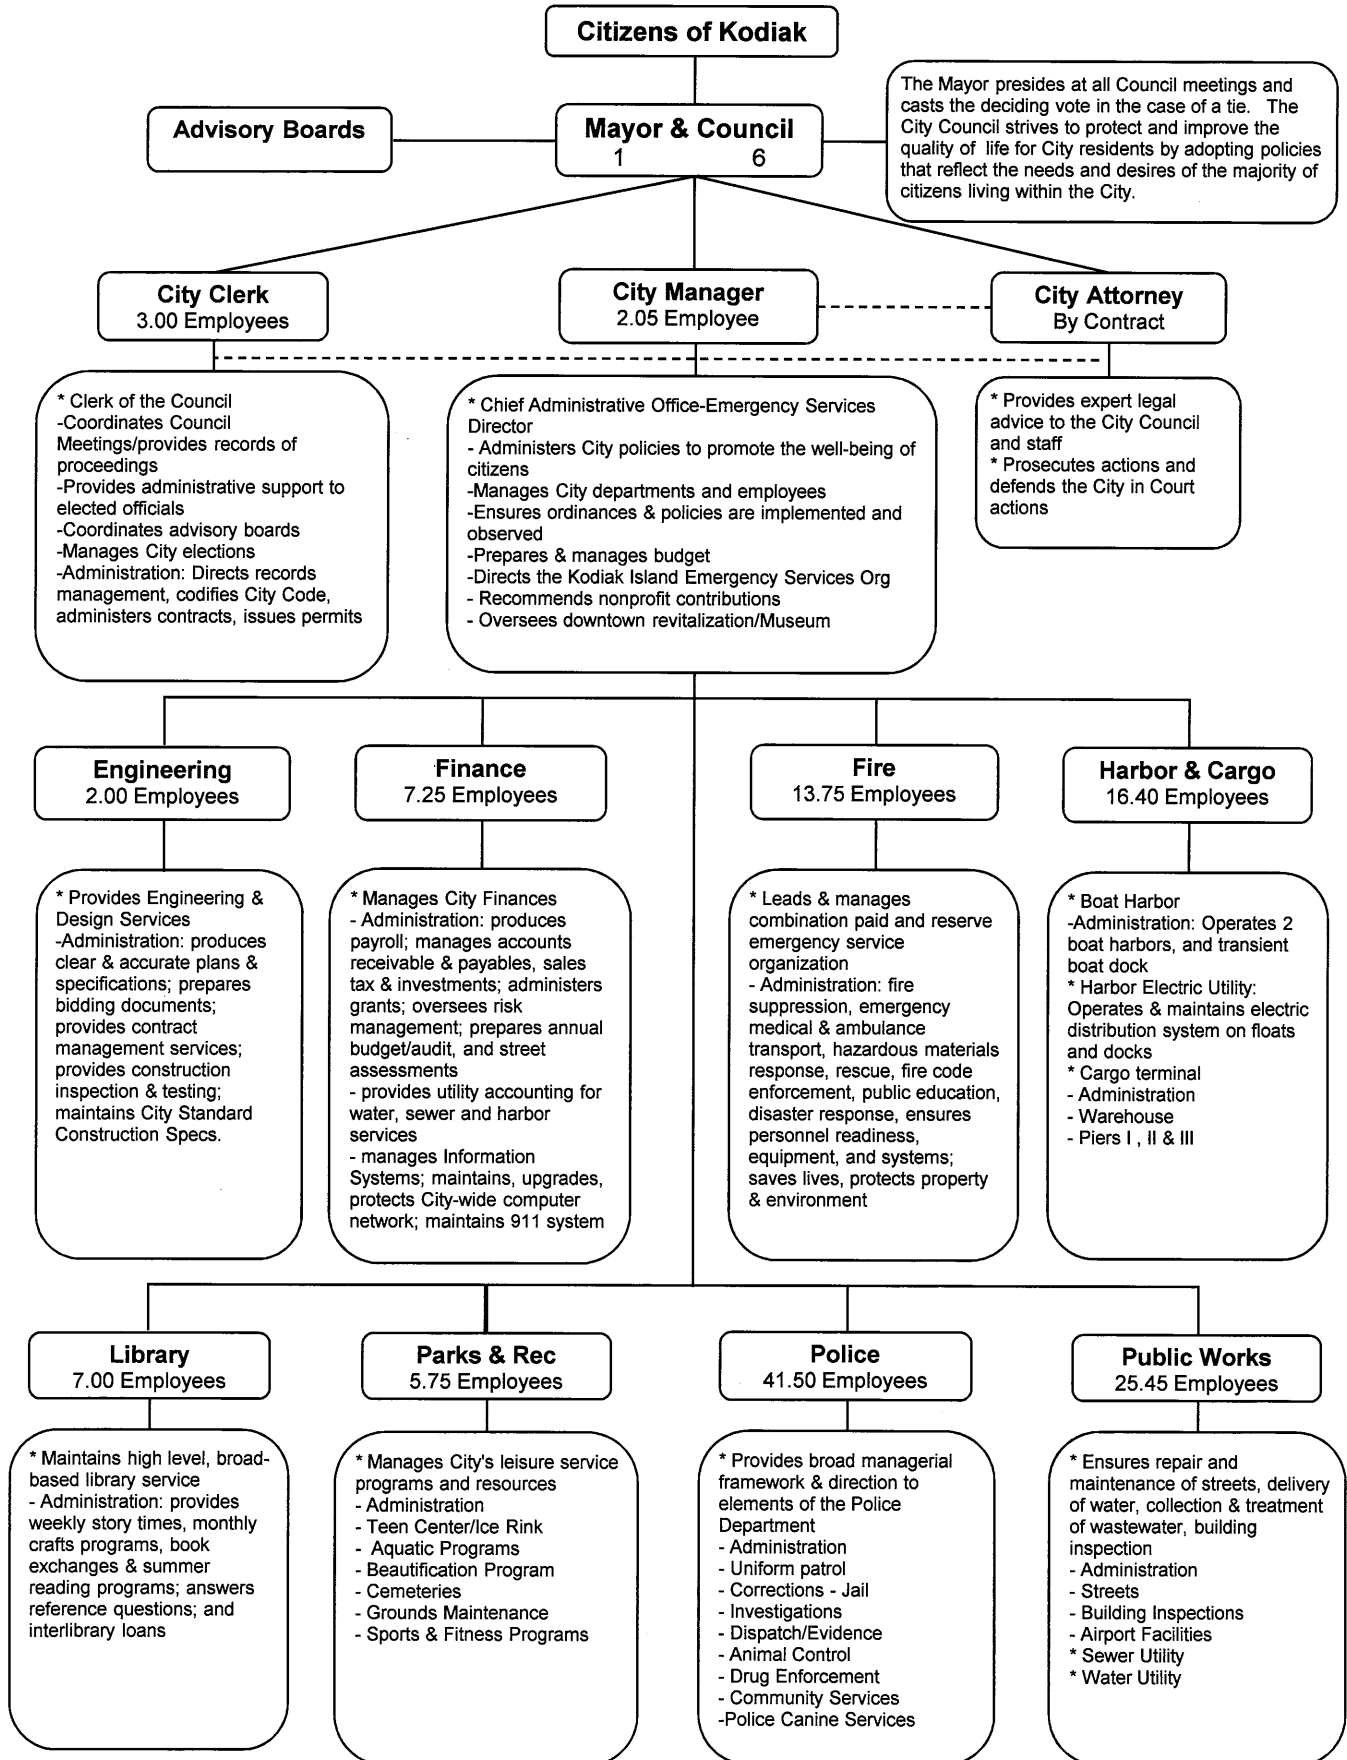 Citizens of Kodiak
Advisory Boards
Mayor & Council
1 6
The Mayor presides at all Council meetings and
casts the deciding vote in the case of a tie. The
City Council strives to protect and improve the
quality of life for City residents by adopting policies
that reflect the needs and desires of the majority of
citizens living within the City.
City Clerk
3.00 Employees
City Manager
2.05 Employee
City Attorney
By Contract
* Clerk of the Council
-Coordinates Council
Meetings/provides records of
proceedings
-Provides administrative support to
elected officials
-Coordinates advisory boards
-Manages City elections
-Administration: Directs records
management, codifies City Code,
administers contracts, issues permits
* Chief Administrative Office-Emergency Services
Director
- Administers City policies to promote the well-being of
citizens
-Manages City departments and employees
-Ensures ordinances & policies are implemented and
observed
-Prepares & manages budget
-Directs the Kodiak Island Emergency Services Org
- Recommends nonprofit contributions
- Oversees downtown revitalization/Museum
* Provides expert legal
advice to the City Council
and staff
* Prosecutes actions and
defends the City in Court
actions
Engineering
2.00 Employees
Finance
7.25 Employees
Fire
13.75 Employees
Harbor & Cargo
16.40 Employees
* Provides Engineering &
Design Services
-Administration: produces
clear & accurate plans &
specifications; prepares
bidding documents;
provides contract
management services;
provides construction
inspection & testing;
maintains City Standard
Construction Specs.
* Manages City Finances
- Administration: produces
payroll; manages accounts
receivable & payables, sales
tax & investments; administers
grants; oversees risk
management; prepares annual
budget/audit, and street
assessments
- provides utility accounting for
water, sewer and harbor
services
- manages Information
Systems; maintains, upgrades,
protects City-wide computer
network; maintains 911 system
* Leads & manages
combination paid and reserve
emergency service
organization
- Administration: fire
suppression, emergency
medical & ambulance
transport, hazardous materials
response, rescue, fire code
enforcement, public education,
disaster response, ensures
personnel readiness,
equipment, and systems;
saves lives, protects property
& environment
* Boat Harbor
-Administration: Operates 2
boat harbors, and transient
boat dock
* Harbor Electric Utility:
Operates & maintains electric
distribution system on floats
and docks
* Cargo terminal
- Administration
- Warehouse
- Piers I , II & III
Library
7.00 Employees
Parks & Rec
5.75 Employees
Police
41.50 Employees
Public Works
25.45 Employees
* Maintains high level, broad-
based library service
- Administration: provides
weekly story times, monthly
crafts programs, book
exchanges & summer
reading programs; answers
reference questions; and
interlibrary loans
* Manages City's leisure service
programs and resources
- Administration
- Teen Center/Ice Rink
- Aquatic Programs
- Beautification Program
- Cemeteries
- Grounds Maintenance
- Sports & Fitness Programs
* Provides broad managerial
framework & direction to
elements of the Police
Department
- Administration
- Uniform patrol
- Corrections - Jail
- Investigations
- Dispatch/Evidence
- Animal Control
- Drug Enforcement
- Community Services
-Police Canine Services
* Ensures repair and
maintenance of streets, delivery
of water, collection & treatment
of wastewater, building
inspection
- Administration
- Streets
- Building Inspections
- Airport Facilities
* Sewer Utility
* Water Utility